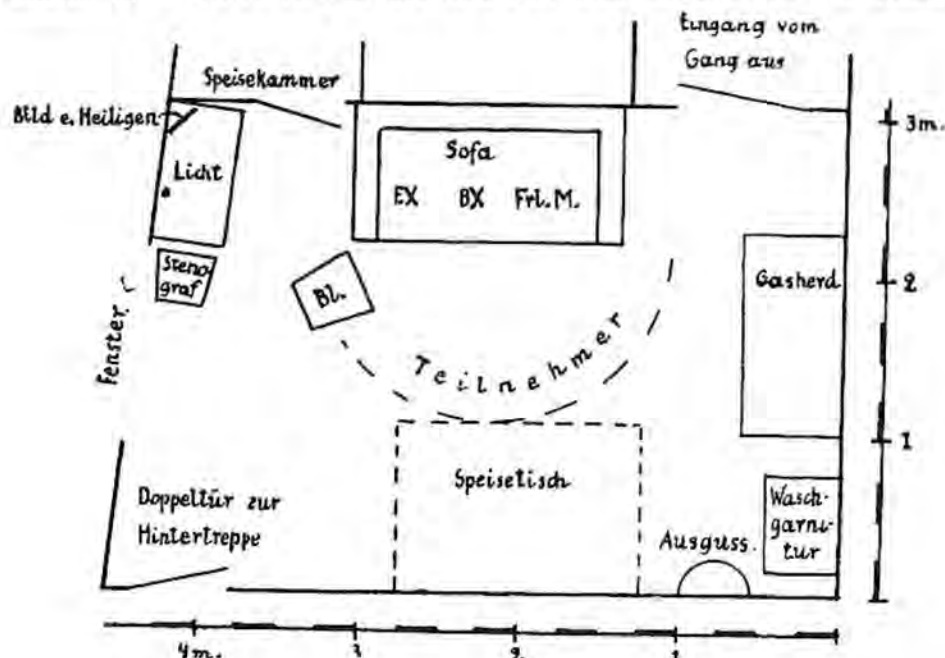 Eingang vom
Gang aus
Speisekammer
Bild e. Heiligen
3m.
Sofa
Licht
EX BX Frl. M.
Steno
graf
Bl.
Gasherd
2
Fenster.
Teilnehmer
1
Speisetisch
Doppeltür zur
Hintertreppe
Wasch-
garni-
tur
Ausguss.
4m. 3 2 1